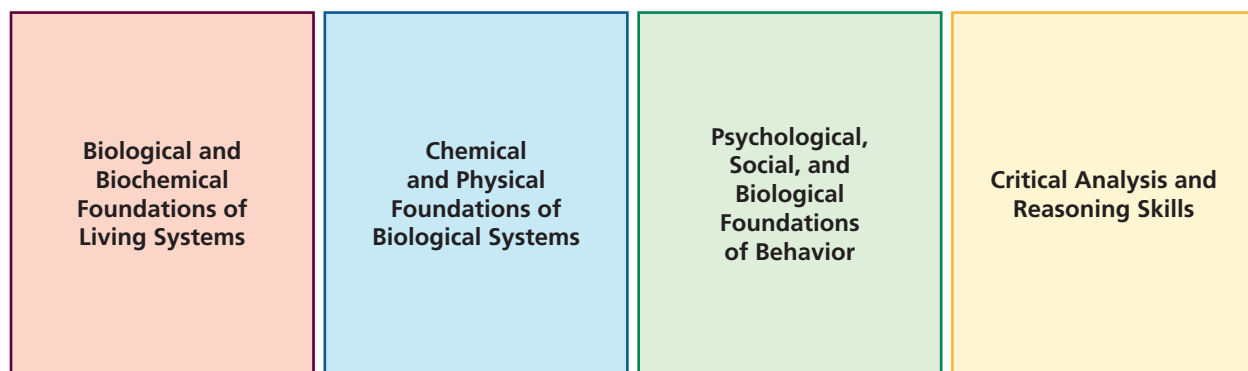 Biological and
Biochemical
Foundations of
Living Systems
Chemical
and Physical
Foundations of
Biological Systems
Psychological,
Social, and
Biological
Foundations
of Behavior
Critical Analysis and
Reasoning Skills